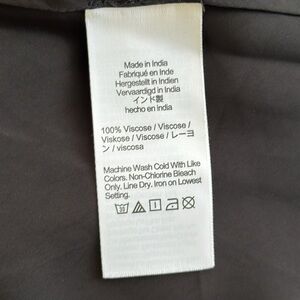 Made in India
Fabriqué en Inde
Hergestellt in Indien
Vervaardigd in India
インド製
hecho en India
100% Viscose / Viscose /
Viskose / Viscose / レーヨ
ン / viscosa
Machine Wash Cold With Like
Colors. Non-Chlorine Bleach
Only. Line Dry. Iron on Lowest
Setting.